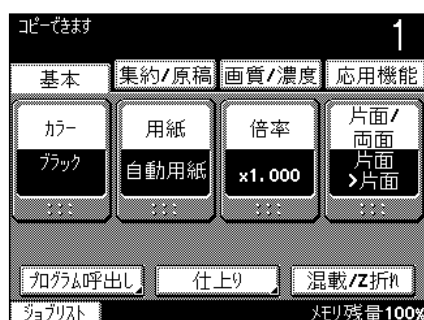 ｺﾋﾟｰできます
1
基本 集約/原稿 画質/濃度 応用機能
ｶﾗｰ
ﾌﾞﾗｯｸ
用紙
自動用紙
倍率
x1.000
片面/
両面
片面
>片面
ﾌﾟﾛｸﾞﾗﾑ呼出し 仕上り 混載/Z折れ
ｼﾞｮﾌﾞﾘｽﾄ ﾒﾓﾘ残量100%